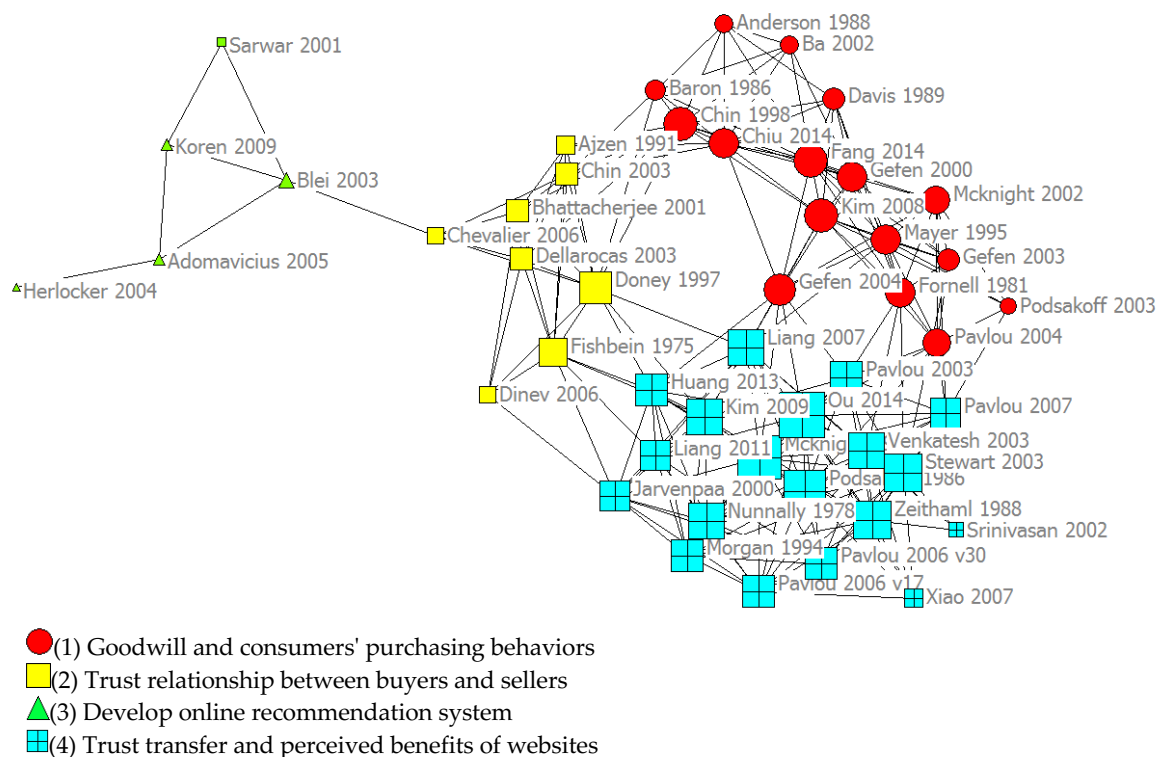 Anderson 1988
Ba 2002
Sarwar 2001
Baron 1986
Davis 1989
Chin 1998
Chiu 2014
Koren 2009
Ajzen 1991
Fang 2014
Gefen 2000
Chin 2003
Blei 2003
Mcknight 2002
Bhattacherjee 2001
Kim 2008
Chevalier 2006
Mayer 1995
Dellarocas 2003
Gefen 2003
Adomavicius 2005
Doney 1997
Gefen 2004
Fornell 1981
Herlocker 2004
Podsakoff 2003
Liang 2007
Pavlou 2004
Fishbein 1975
Pavlou 2003
Huang 2013
Dinev 2006
Ou 2014
Kim 2009
Pavlou 2007
Venkatesh 2003
Liang 2011
Mcknig
Stewart 2003
Podsa
1986
Jarvenpaa 2000
Nunnally 1978
Zeithaml 1988
Srinivasan 2002
Morgan 1994
Pavlou 2006 v30
Pavlou 2006 v17
Xiao 2007
(1) Goodwill and consumers' purchasing behaviors
(2) Trust relationship between buyers and sellers
(3) Develop online recommendation system
(4) Trust transfer and perceived benefits of websites